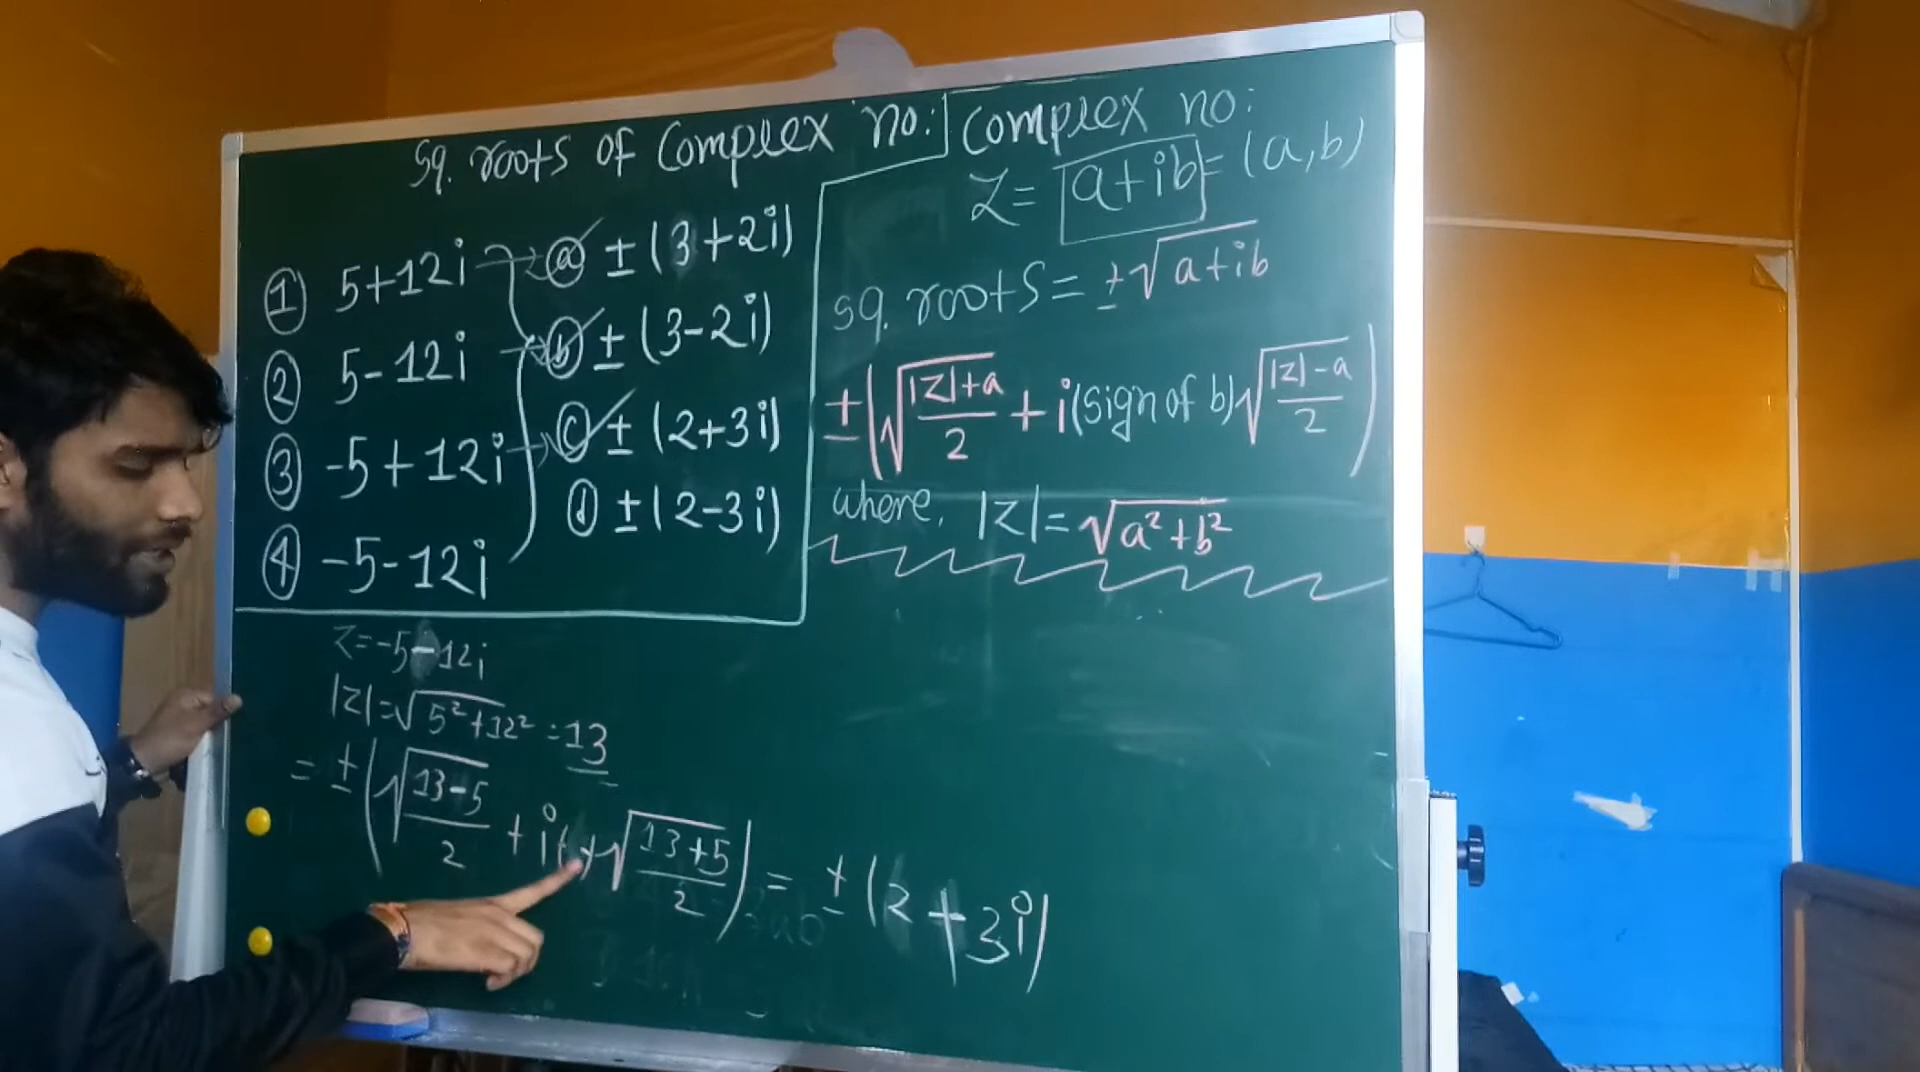 Sq. roots of Complex no:
① 5+12i
② 5-12i
③ -5+12i
④ -5-12i
ⓐ ± (3+2i)
ⓑ ± (3-2i)
ⓒ ± (2+3i)
ⓓ ± (2-3i)
Complex no:
Z= a+ib = (a,b)
sq. roots = ±√(a+ib)
±(√((|Z|+a)/2) + i(sign of b)√((|Z|-a)/2))
where, |Z| = √(a²+b²)
Z=-5-12i
|Z|=√(5²+12²) = 13
= ±(√((13-5)/2) + i( )√((13+5)/2)) = ±(2+3i)